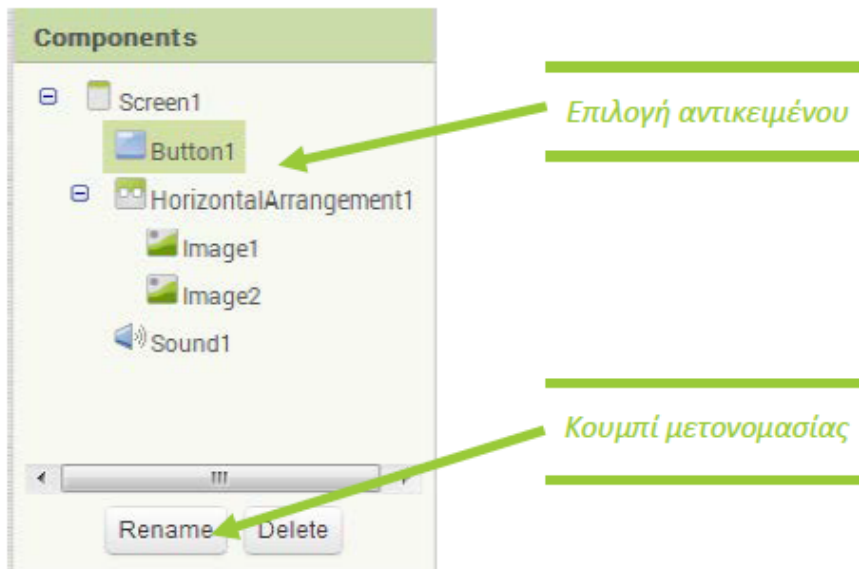 Components
Screen1
Button1
HorizontalArrangement1
Image1
Image2
Sound1
Rename
Delete
Επιλογή αντικειμένου
Κουμπί μετονομασίας